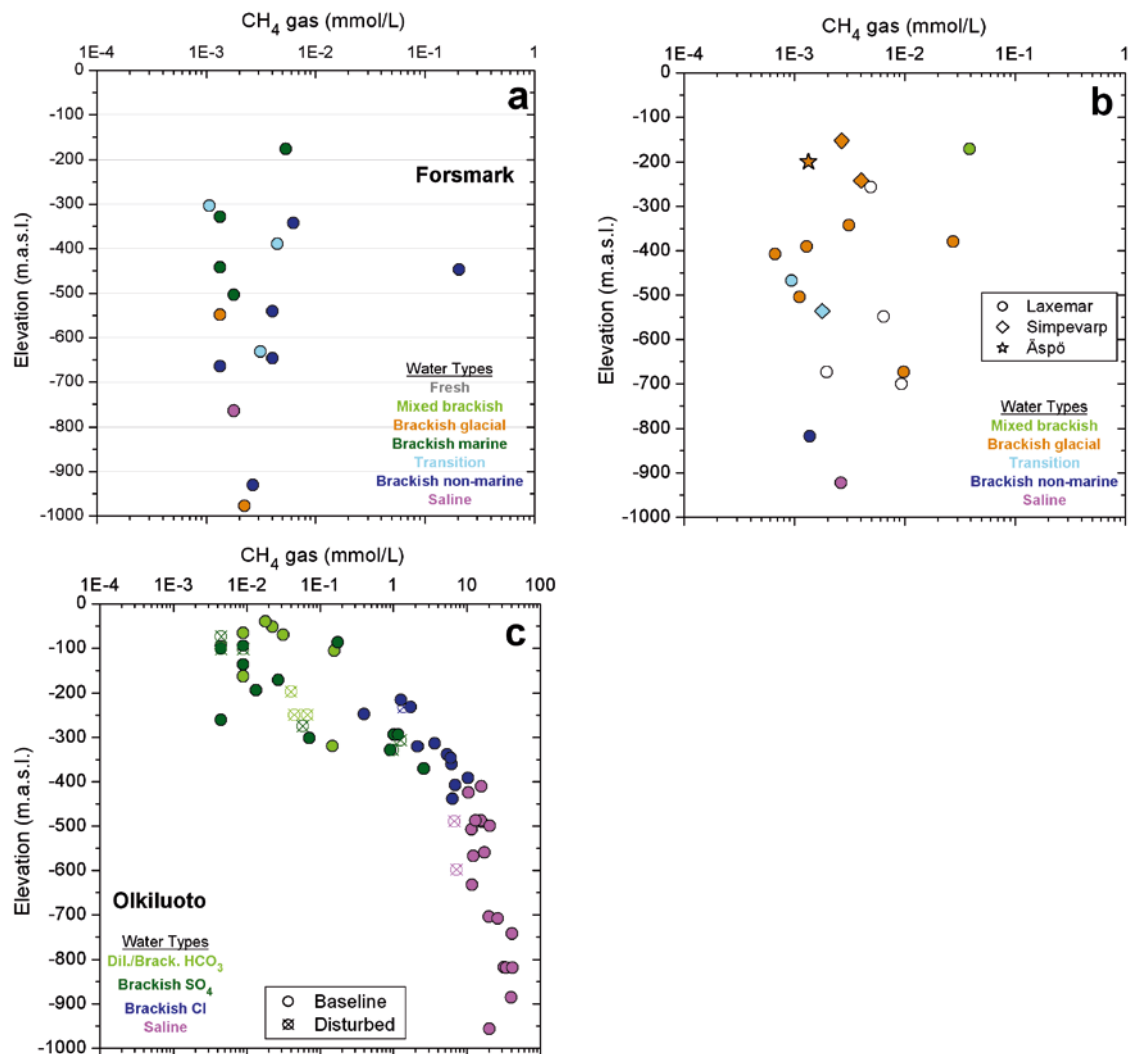 CH4 gas (mmol/L)
1E-4 1E-3 1E-2 1E-1 1
0
-100
-200
-300
-400
-500
-600
-700
-800
-900
-1000
Elevation (m.a.s.l.)
a
Forsmark
Water Types
Fresh
Mixed brackish
Brackish glacial
Brackish marine
Transition
Brackish non-marine
Saline
CH4 gas (mmol/L)
1E-4 1E-3 1E-2 1E-1 1
0
-100
-200
-300
-400
-500
-600
-700
-800
-900
-1000
Elevation (m.a.s.l.)
b
Laxemar
Simpevarp
Äspö
Water Types
Mixed brackish
Brackish glacial
Transition
Brackish non-marine
Saline
CH4 gas (mmol/L)
1E-4 1E-3 1E-2 1E-1 1 10 100
0
-100
-200
-300
-400
-500
-600
-700
-800
-900
-1000
Elevation (m.a.s.l.)
c
Olkiluoto
Water Types
Dil./Brack. HCO3
Brackish SO4
Brackish Cl
Saline
Baseline
Disturbed